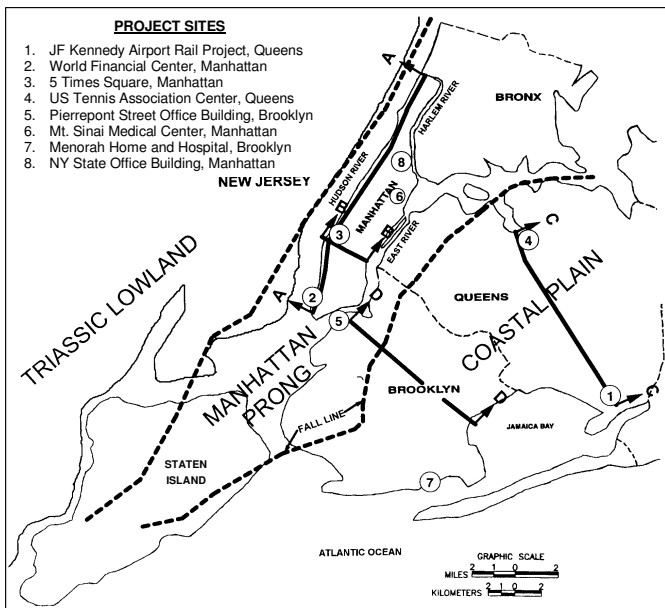 PROJECT SITES
1. JF Kennedy Airport Rail Project, Queens
2. World Financial Center, Manhattan
3. 5 Times Square, Manhattan
4. US Tennis Association Center, Queens
5. Pierrepont Street Office Building, Brooklyn
6. Mt. Sinai Medical Center, Manhattan
7. Menorah Home and Hospital, Brooklyn
8. NY State Office Building, Manhattan
NEW JERSEY
A
HUDSON RIVER
HARLEM RIVER
BRONX
8
MANHATTAN
6
B
B
3
EAST RIVER
4
C
TRIASSIC LOWLAND
QUEENS
COASTAL PLAIN
A
2
5
D
MANHATTAN
PRONG
BROOKLYN
D
1
C
JAMAICA BAY
FALL LINE
STATEN
ISLAND
7
ATLANTIC OCEAN
GRAPHIC SCALE
MILES 2 1 0 2
KILOMETERS 2 1 0 2